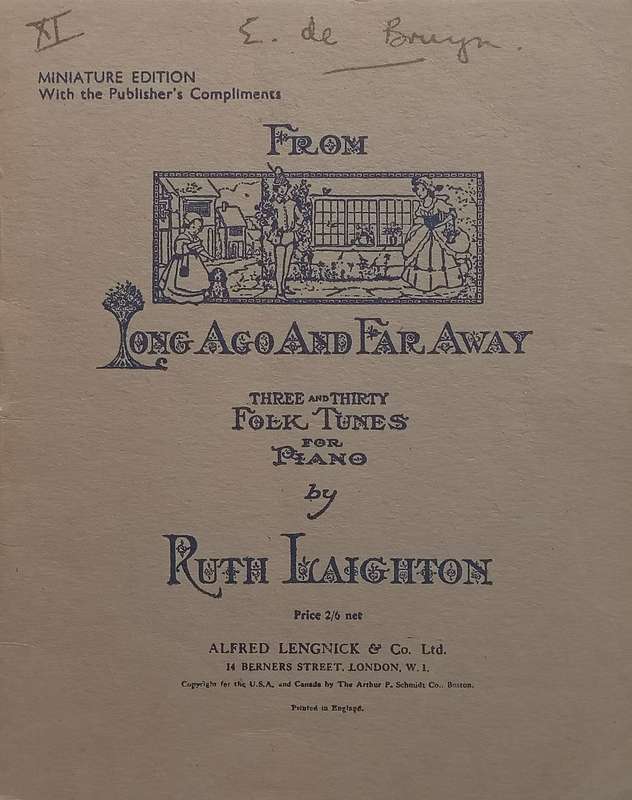 XI
E. de Bruyn.
MINIATURE EDITION
With the Publisher's Compliments
FROM
LONG AGO AND FAR AWAY
THREE AND THIRTY
FOLK TUNES
FOR
PIANO
by
RUTH LAIGHTON
Price 2/6 net
ALFRED LENGNICK & Co. Ltd.
14 BERNERS STREET, LONDON, W.1.
Copyright for the U.S.A. and Canada by The Arthur P. Schmidt Co., Boston.
Printed in England.